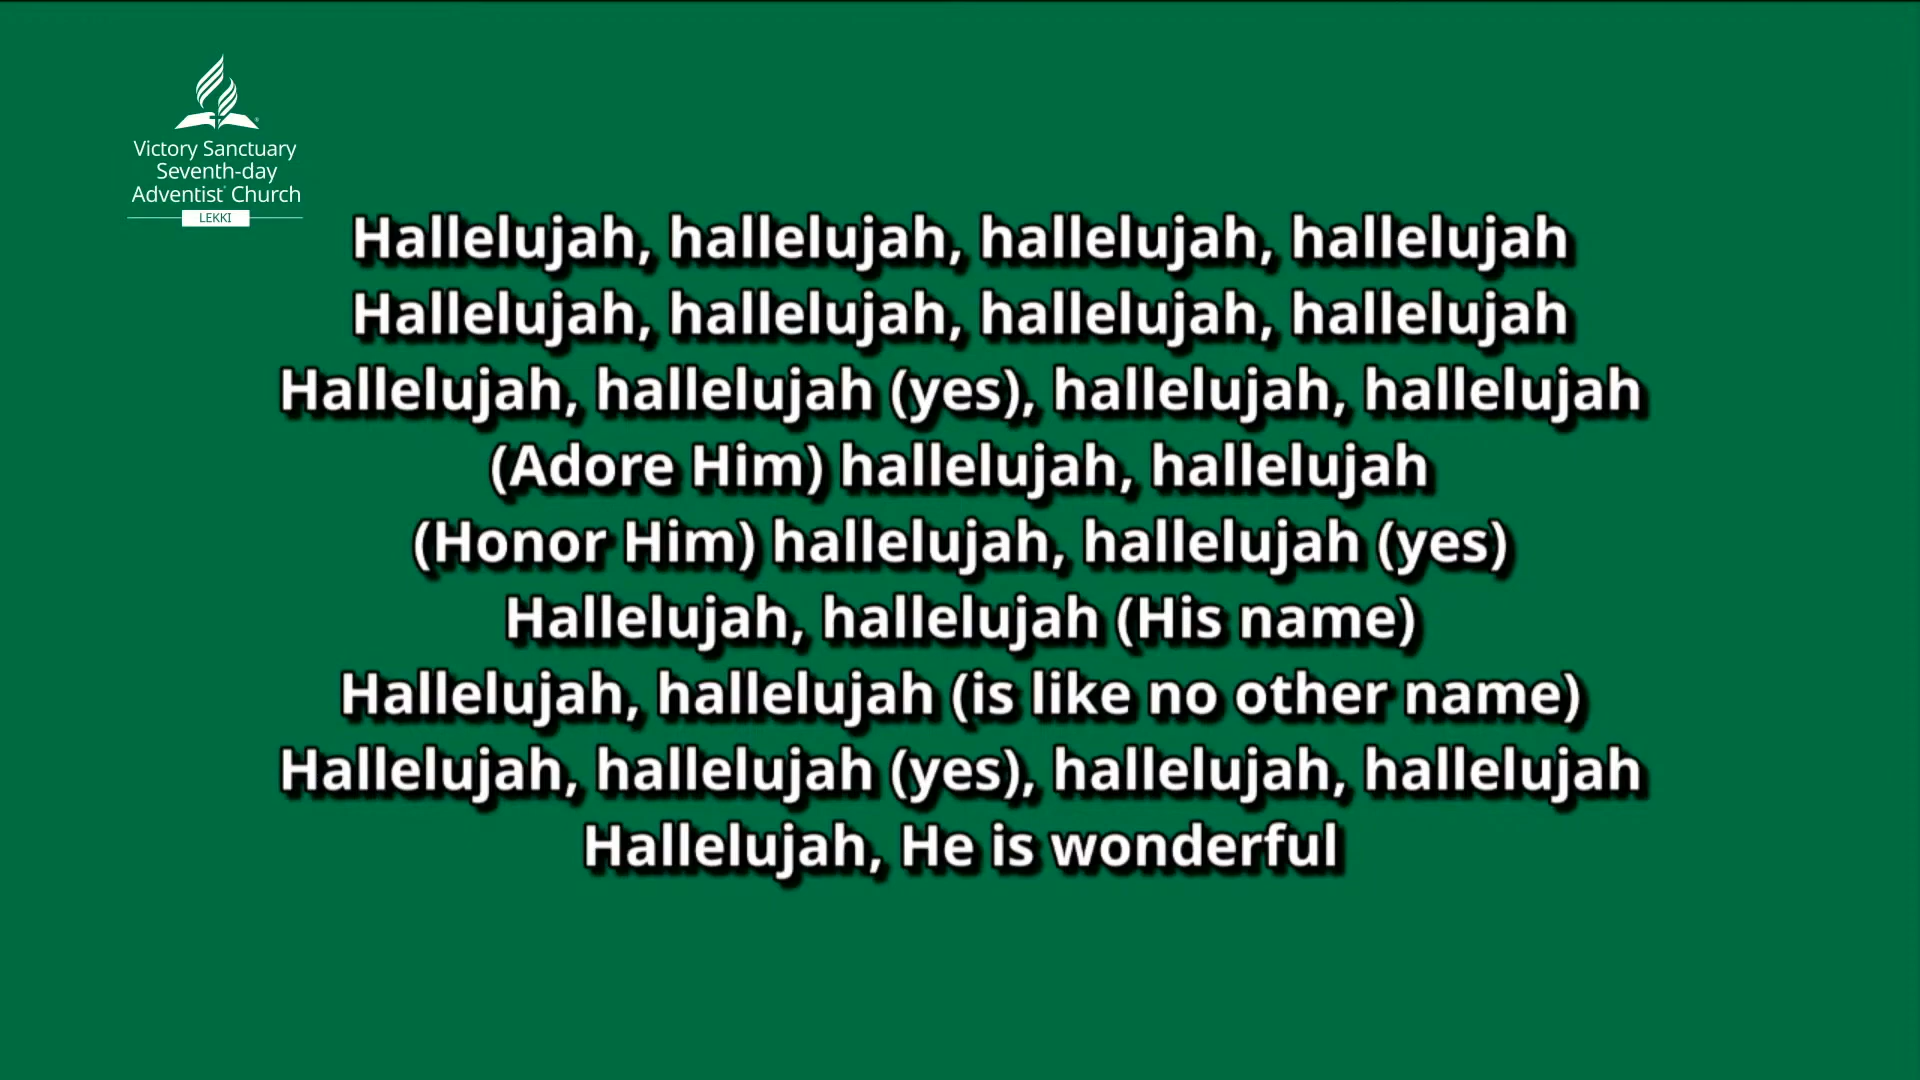 Victory Sanctuary
Seventh-day
Adventist® Church
LEKKI
Hallelujah, hallelujah, hallelujah, hallelujah
Hallelujah, hallelujah, hallelujah, hallelujah
Hallelujah, hallelujah (yes), hallelujah, hallelujah
(Adore Him) hallelujah, hallelujah
(Honor Him) hallelujah, hallelujah (yes)
Hallelujah, hallelujah (His name)
Hallelujah, hallelujah (is like no other name)
Hallelujah, hallelujah (yes), hallelujah, hallelujah
Hallelujah, He is wonderful